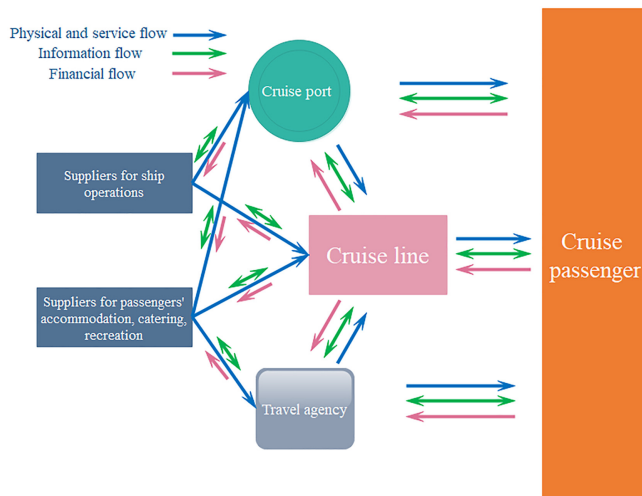 Physical and service flow
Information flow
Financial flow
Cruise port
Suppliers for ship
operations
Cruise line
Cruise
passenger
Suppliers for passengers'
accommodation, catering,
recreation
Travel agency